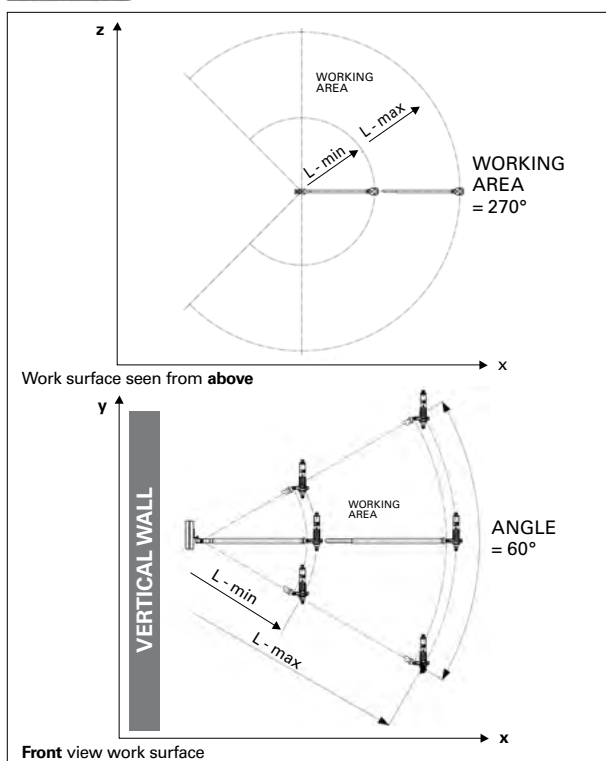 z
WORKING
AREA
L - max
L - min
WORKING
AREA
= 270°
x
Work surface seen from above
y
VERTICAL WALL
WORKING
AREA
ANGLE
= 60°
L - min
L - max
x
Front view work surface